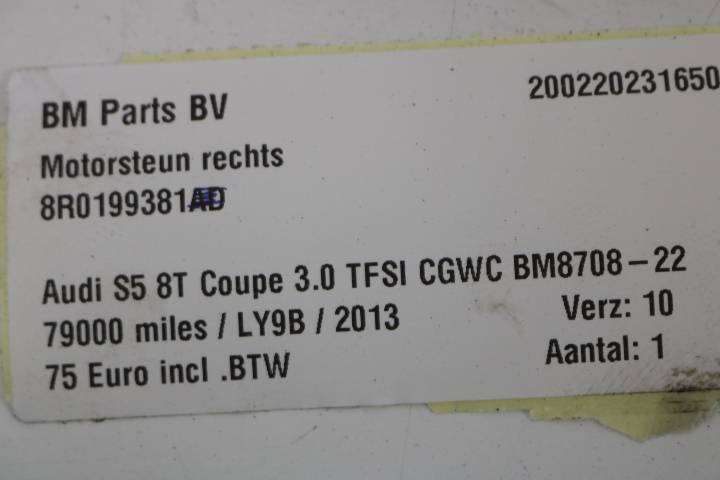 BM Parts BV 200220231650
Motorsteun rechts
8R0199381AD
Audi S5 8T Coupe 3.0 TFSI CGWC BM8708-22
79000 miles / LY9B / 2013 Verz: 10
75 Euro incl .BTW Aantal: 1